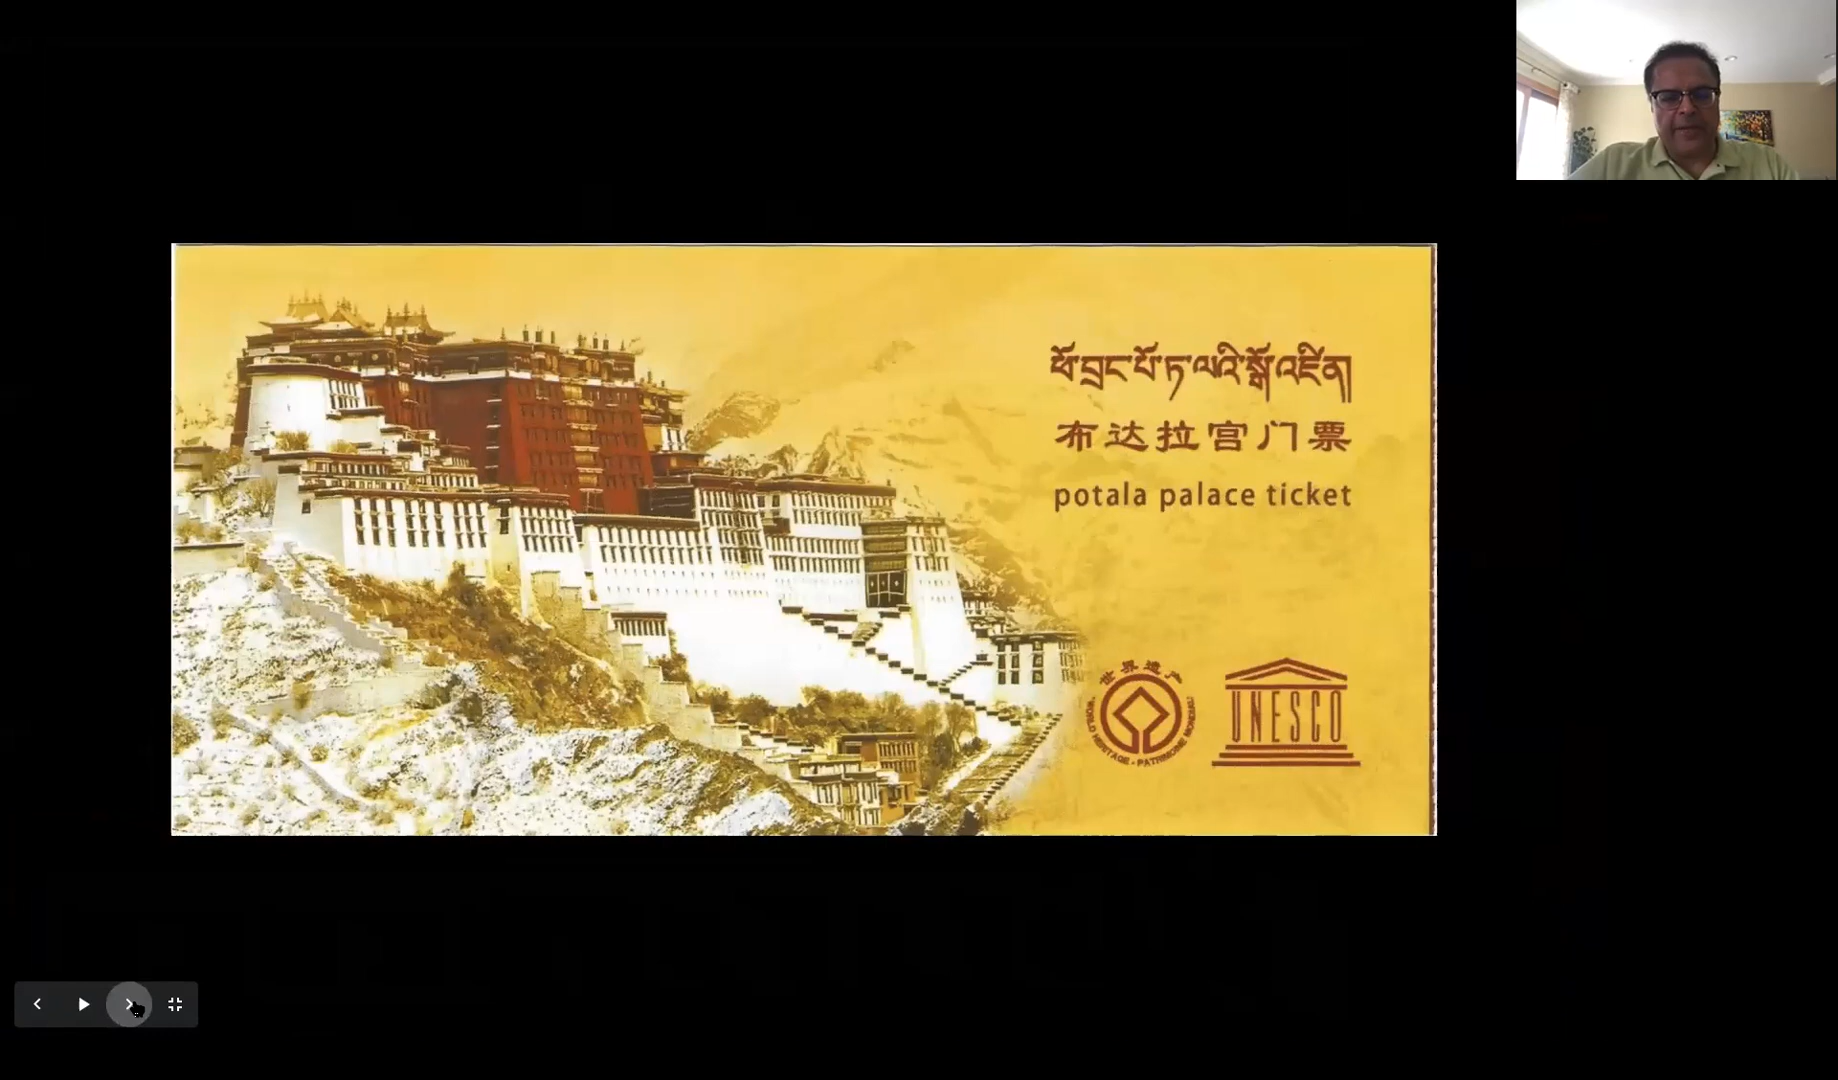 ཕོ་བྲང་པོ་ཏ་ལའི་སྒོ་འཛིན།
布达拉宫门票
potala palace ticket
世界遗产
WORLD HERITAGE • PATRIMOINE MONDIAL
UNESCO